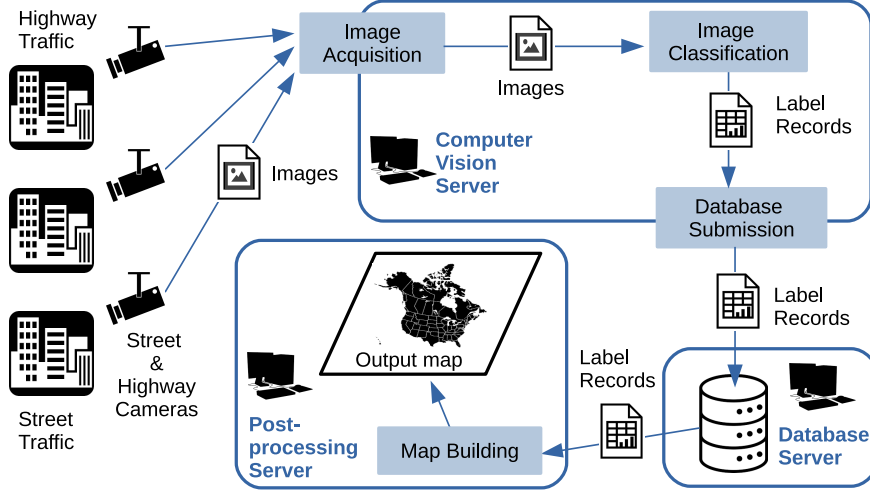 Highway
Traffic
Image
Acquisition
Images
Image
Classification
Label
Records
Computer
Vision
Server
Images
Database
Submission
Label
Records
Output map
Street
&
Highway
Cameras
Street
Traffic
Label
Records
Post-
processing
Server
Map Building
Database
Server